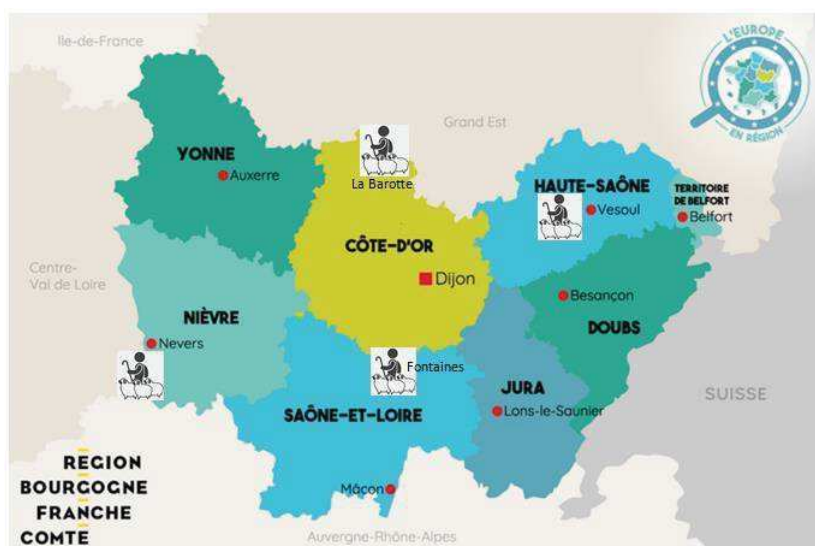 Ile-de-France
L'EUROPE
EN RÉGION
Grand Est
YONNE
Auxerre
La Barotte
HAUTE-SAÔNE
Vesoul
TERRITOIRE
DE BELFORT
Belfort
CÔTE-D'OR
Dijon
Centre-
Val de Loire
Besançon
NIÈVRE
DOUBS
Nevers
Fontaines
JURA
SUISSE
SAÔNE-ET-LOIRE
Lons-le-Saunier
REGION
BOURGOGNE
FRANCHE
COMTE
Mâcon
Auvergne-Rhône-Alpes